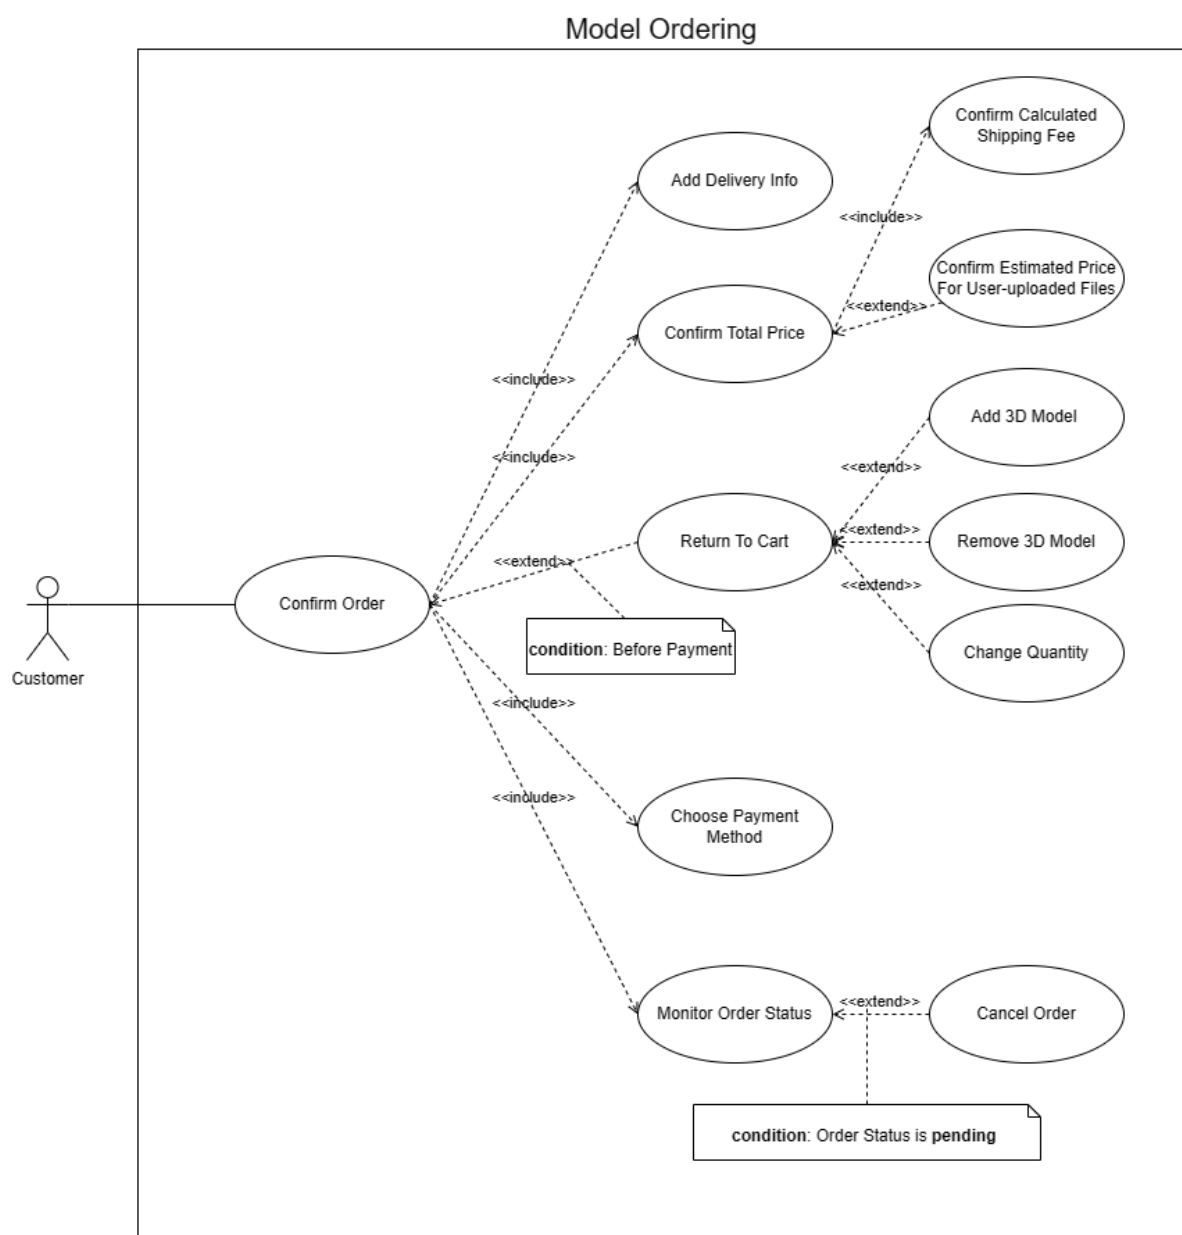 Model Ordering
Confirm Calculated
Shipping Fee
Add Delivery Info
<<include>>
Confirm Estimated Price
For User-uploaded Files
<<extend>>
Confirm Total Price
<<include>>
Add 3D Model
<<include>>
<<extend>>
Return To Cart
<<extend>>
Remove 3D Model
<<extend>>
<<extend>>
Confirm Order
condition: Before Payment
Change Quantity
Customer
<<include>>
<<include>>
Choose Payment
Method
Monitor Order Status
<<extend>>
Cancel Order
condition: Order Status is pending